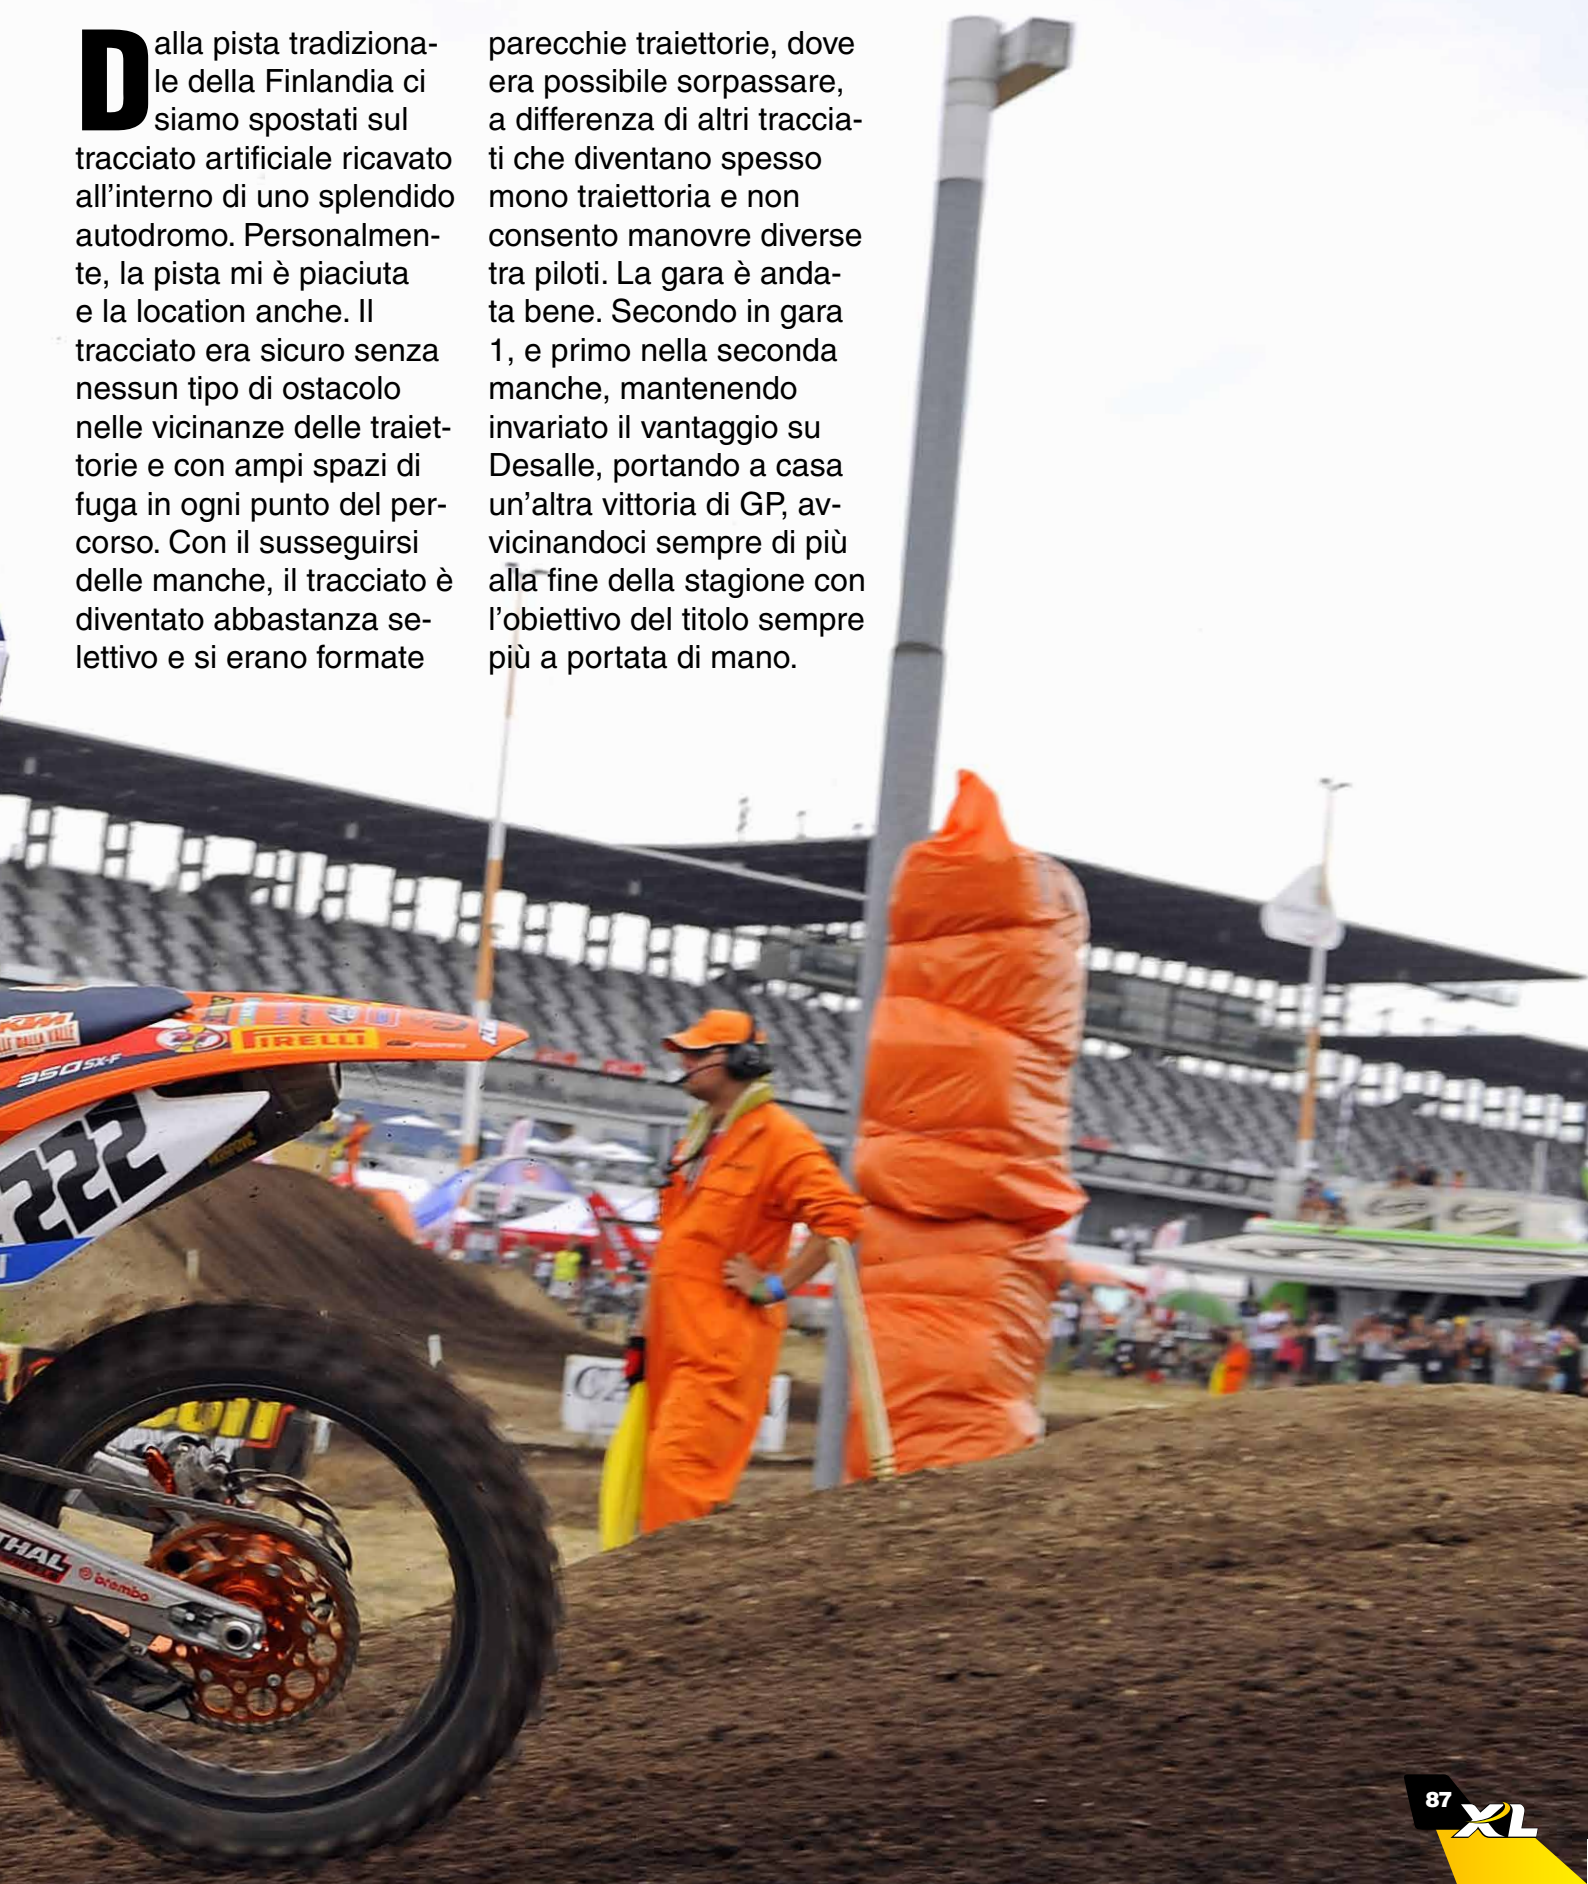 Dalla pista tradiziona-
le della Finlandia ci
siamo spostati sul
tracciato artificiale ricavato
all'interno di uno splendido
autodromo. Personalmen-
te, la pista mi è piaciuta
e la location anche. Il
tracciato era sicuro senza
nessun tipo di ostacolo
nelle vicinanze delle traiet-
torie e con ampi spazi di
fuga in ogni punto del per-
corso. Con il susseguirsi
delle manche, il tracciato è
diventato abbastanza se-
lettivo e si erano formate
parecchie traiettorie, dove
era possibile sorpassare,
a differenza di altri traccia-
ti che diventano spesso
mono traiettoria e non
consento manovre diverse
tra piloti. La gara è anda-
ta bene. Secondo in gara
1, e primo nella seconda
manche, mantenendo
invariato il vantaggio su
Desalle, portando a casa
un'altra vittoria di GP, av-
vicinandoci sempre di più
alla fine della stagione con
l'obiettivo del titolo sempre
più a portata di mano.
KTM
DALLA VALLE
350 SX-F
PIRELLI
222
THAL
brembo
87
XL